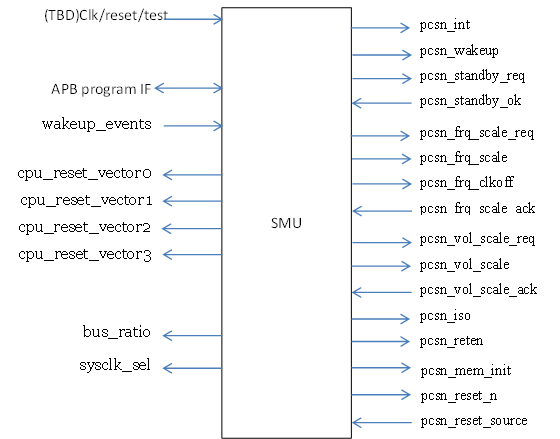 (TBD)Clk/reset/test
APB program IF
wakeup_events
cpu_reset_vector0
cpu_reset_vector1
cpu_reset_vector2
cpu_reset_vector3
bus_ratio
sysclk_sel
SMU
pcsn_int
pcsn_wakeup
pcsn_standby_req
pcsn_standby_ok
pcsn_frq_scale_req
pcsn_frq_scale
pcsn_frq_clkoff
pcsn_frq_scale_ack
pcsn_vol_scale_req
pcsn_vol_scale
pcsn_vol_scale_ack
pcsn_iso
pcsn_reten
pcsn_mem_init
pcsn_reset_n
pcsn_reset_source